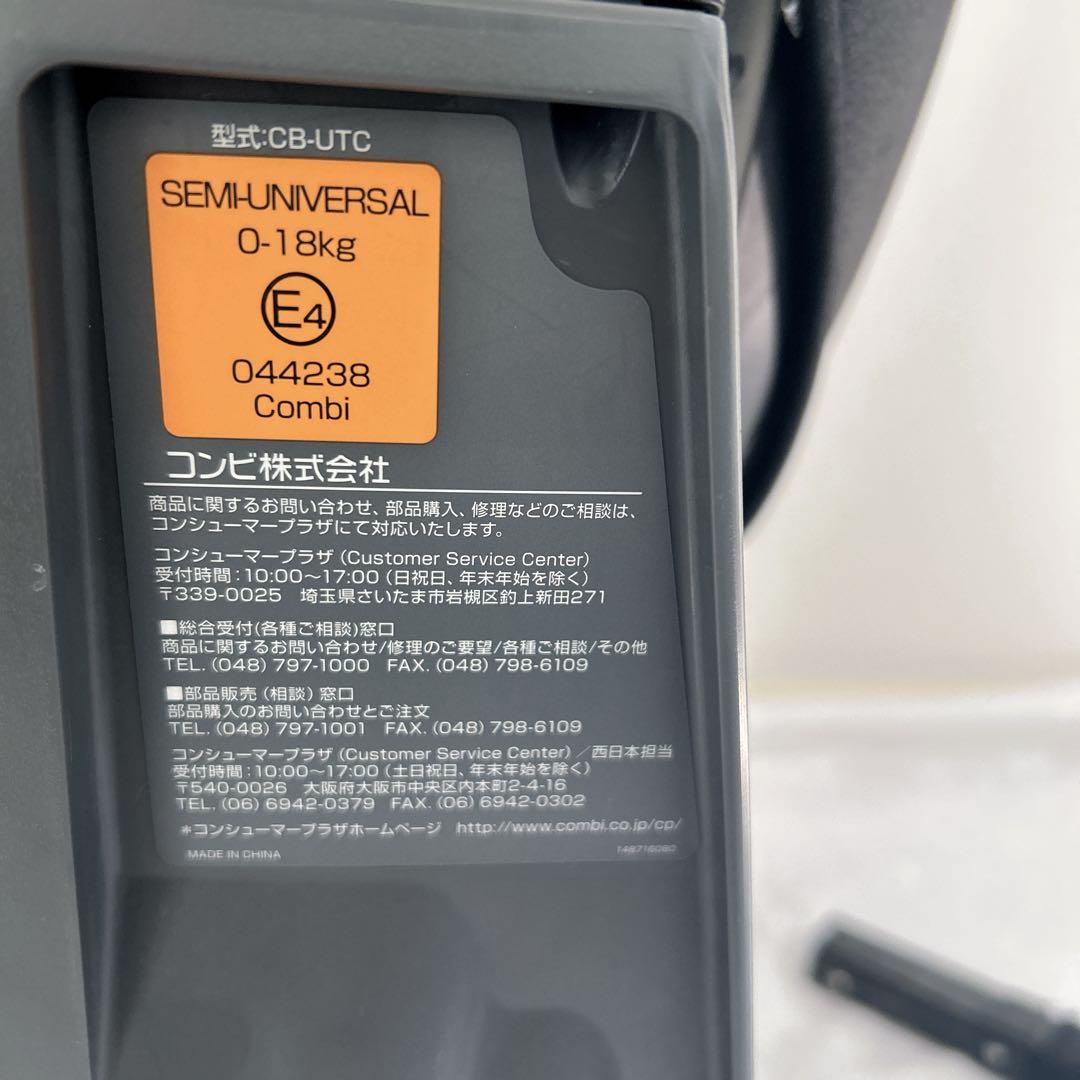 型式:CB-UTC
SEMI-UNIVERSAL
0-18kg
E4
044238
Combi
コンビ株式会社
商品に関するお問い合わせ、部品購入、修理などのご相談は、
コンシューマープラザにて対応いたします。
コンシューマープラザ(Customer Service Center)
受付時間:10:00～17:00(日祝日、年末年始を除く)
〒339-0025 埼玉県さいたま市岩槻区釣上新田271
■総合受付(各種ご相談)窓口
商品に関するお問い合わせ/修理のご要望/各種ご相談/その他
TEL.(048)797-1000 FAX.(048)798-6109
■部品販売(相談)窓口
部品購入のお問い合わせとご注文
TEL.(048)797-1001 FAX.(048)798-6109
コンシューマープラザ(Customer Service Center)/西日本担当
受付時間:10:00～17:00(土日祝日、年末年始を除く)
〒540-0026 大阪府大阪市中央区内本町2-4-16
TEL.(06)6942-0379 FAX.(06)6942-0302
*コンシューマープラザホームページ http://www.combi.co.jp/cp/
MADE IN CHINA 148716080